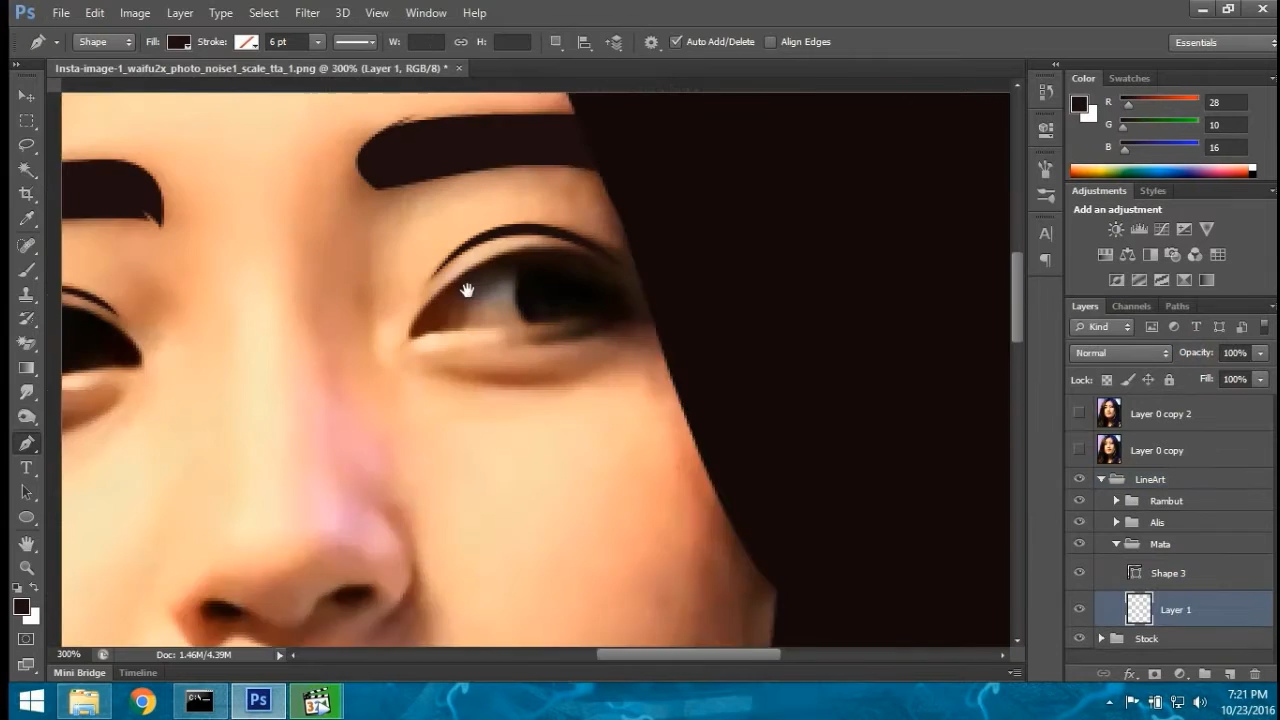 Ps File Edit Image Layer Type Select Filter 3D View Window Help
Shape Fill: Stroke: 6 pt W: H: Auto Add/Delete Align Edges Essentials
Insta-image-1_waifu2x_photo_noise1_scale_tta_1.png @ 300% (Layer 1, RGB/8) * ×
Color Swatches
R 28
G 10
B 16
Adjustments Styles
Add an adjustment
Layers Channels Paths
Kind
Normal Opacity: 100%
Lock: Fill: 100%
Layer 0 copy 2
Layer 0 copy
LineArt
Rambut
Alis
Mata
Shape 3
Layer 1
Stock
300% Doc: 1.46M/4.39M
Mini Bridge Timeline
Ps
7:21 PM
10/23/2016